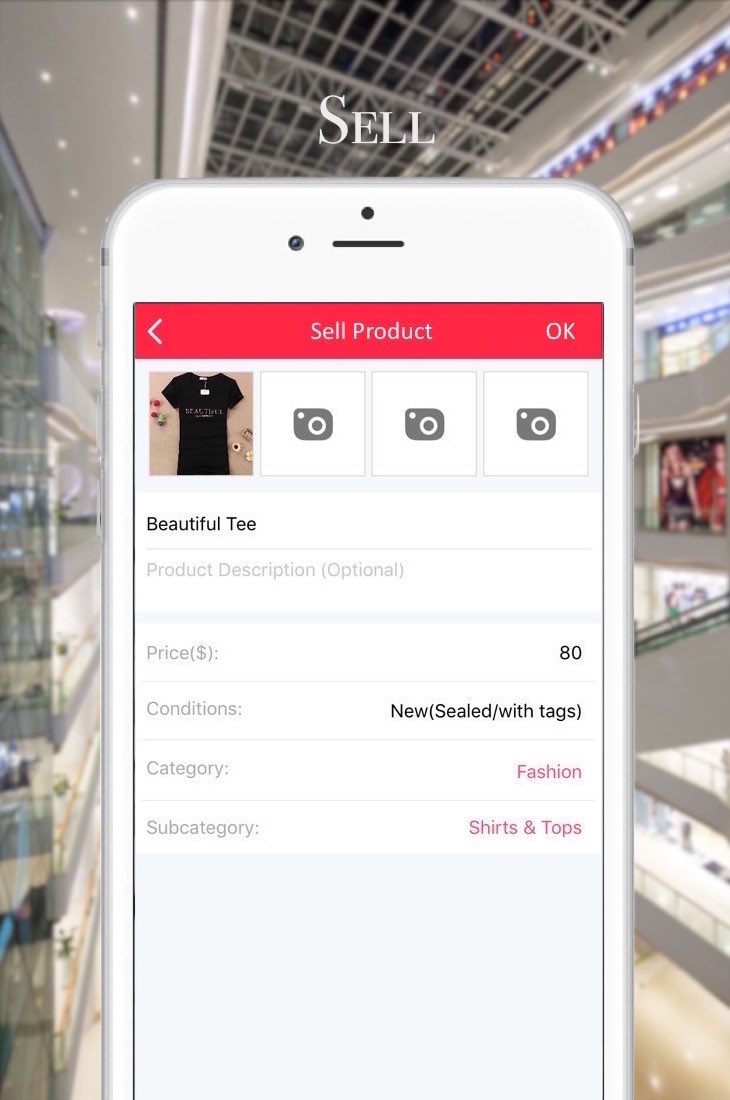 SELL
Sell Product
OK
BEAUTIFUL
Beautiful Tee
Product Description (Optional)
Price($):
80
Conditions:
New(Sealed/with tags)
Category:
Fashion
Subcategory:
Shirts & Tops